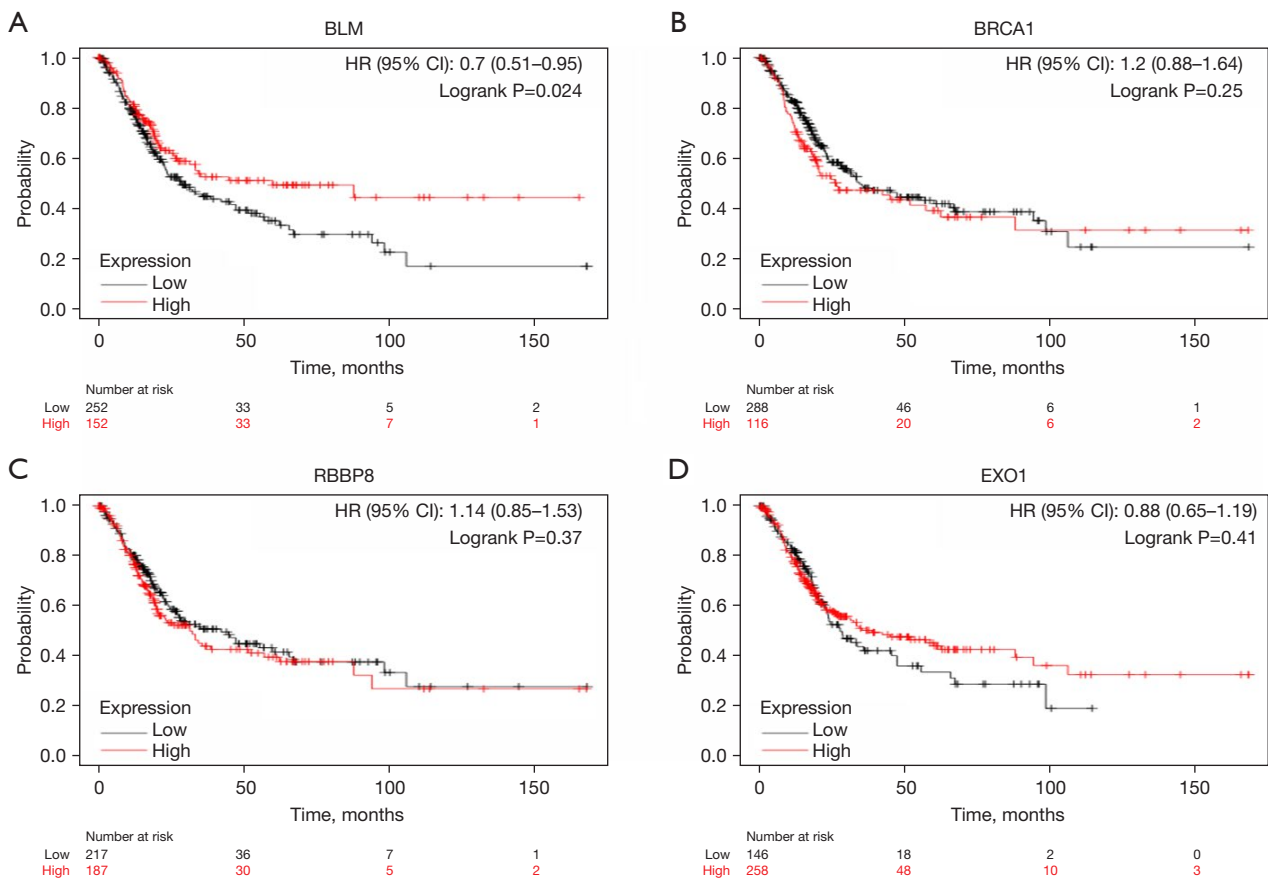 A
BLM
HR (95% CI): 0.7 (0.51–0.95)
Logrank P=0.024
Probability
1.0
0.8
0.6
0.4
0.2
0.0
Expression
Low
High
0 50 100 150
Time, months
Number at risk
Low 252 33 5 2
High 152 33 7 1
B
BRCA1
HR (95% CI): 1.2 (0.88–1.64)
Logrank P=0.25
Probability
1.0
0.8
0.6
0.4
0.2
0.0
Expression
Low
High
0 50 100 150
Time, months
Number at risk
Low 288 46 6 1
High 116 20 6 2
C
RBBP8
HR (95% CI): 1.14 (0.85–1.53)
Logrank P=0.37
Probability
1.0
0.8
0.6
0.4
0.2
0.0
Expression
Low
High
0 50 100 150
Time, months
Number at risk
Low 217 36 7 1
High 187 30 5 2
D
EXO1
HR (95% CI): 0.88 (0.65–1.19)
Logrank P=0.41
Probability
1.0
0.8
0.6
0.4
0.2
0.0
Expression
Low
High
0 50 100 150
Time, months
Number at risk
Low 146 18 2 0
High 258 48 10 3